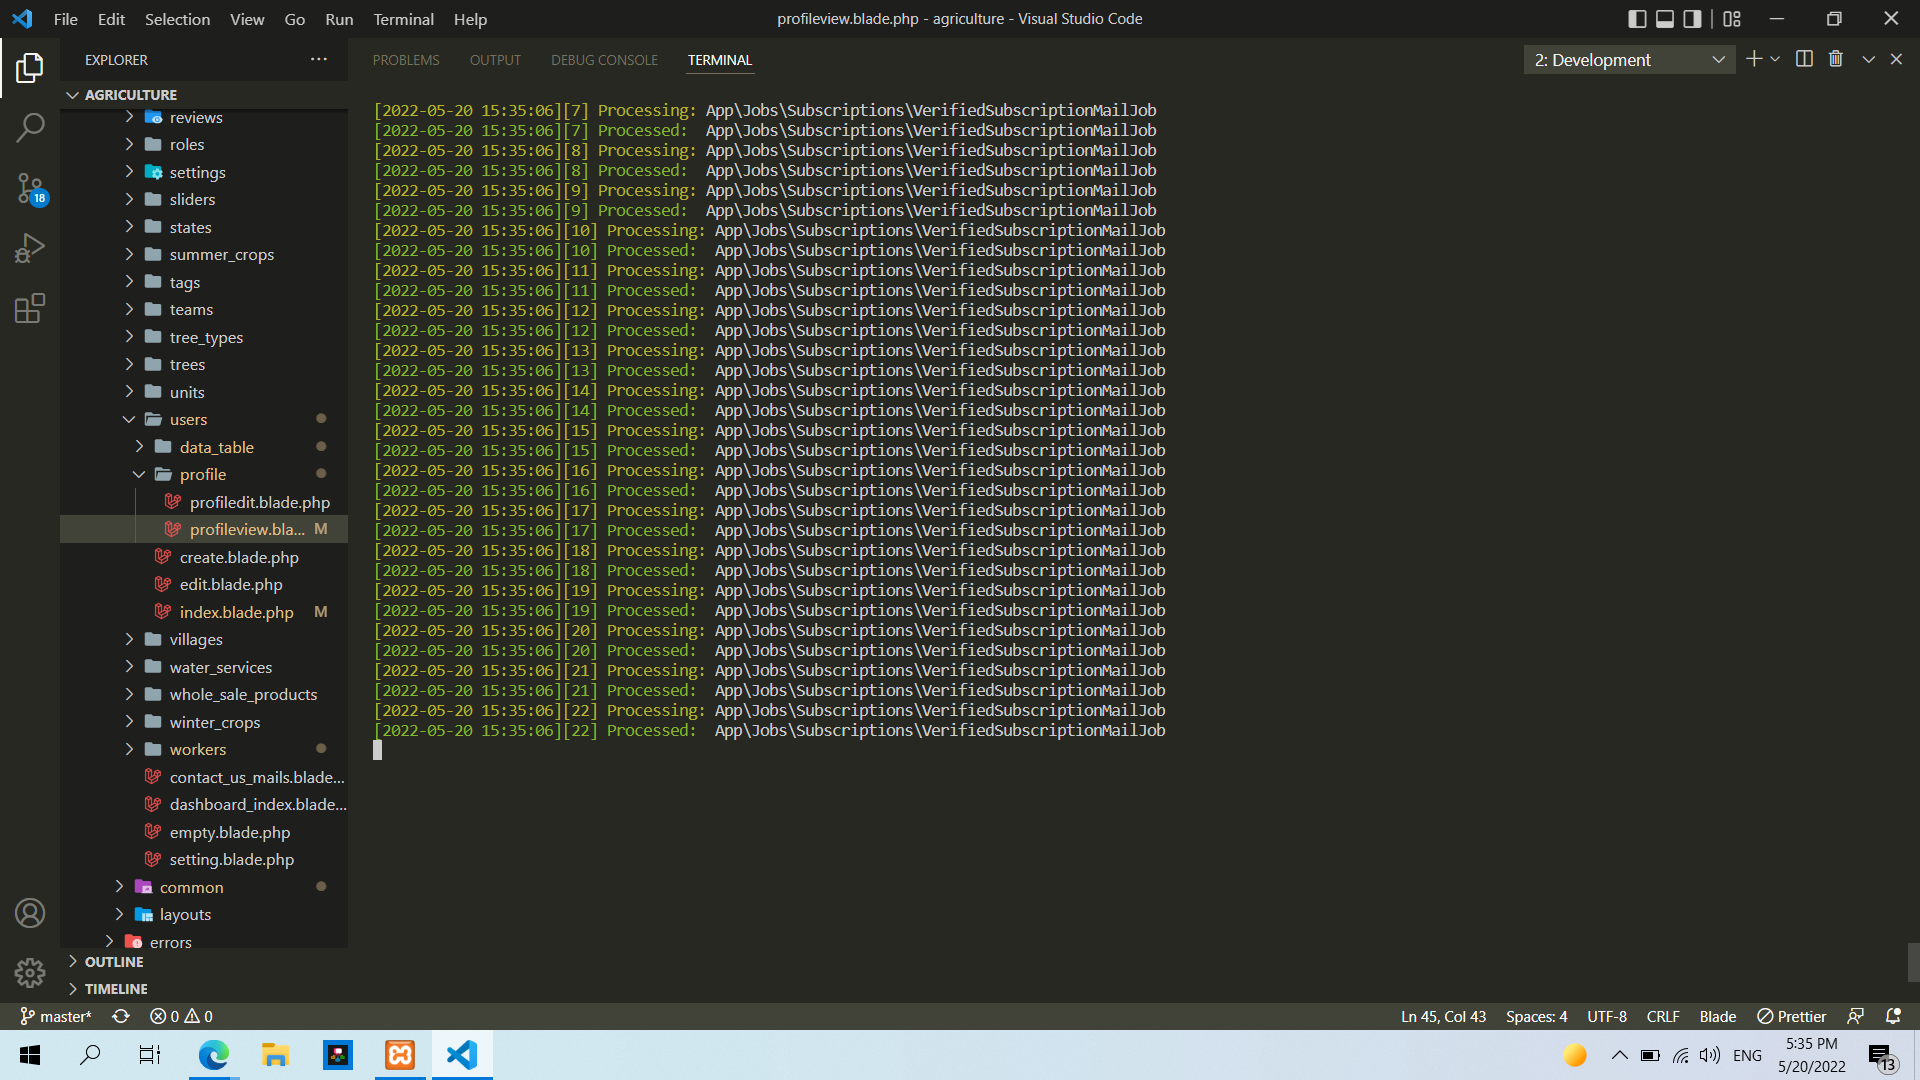 File Edit Selection View Go Run Terminal Help
profileview.blade.php - agriculture - Visual Studio Code
EXPLORER
PROBLEMS OUTPUT DEBUG CONSOLE TERMINAL
2: Development
AGRICULTURE
reviews
roles
settings
sliders
states
summer_crops
tags
teams
tree_types
trees
units
users
data_table
profile
profiledit.blade.php
profileview.bla... M
create.blade.php
edit.blade.php
index.blade.php M
villages
water_services
whole_sale_products
winter_crops
workers
contact_us_mails.blade...
dashboard_index.blade...
empty.blade.php
setting.blade.php
common
layouts
errors
OUTLINE
TIMELINE
18
[2022-05-20 15:35:06][7] Processing: App\Jobs\Subscriptions\VerifiedSubscriptionMailJob
[2022-05-20 15:35:06][7] Processed:  App\Jobs\Subscriptions\VerifiedSubscriptionMailJob
[2022-05-20 15:35:06][8] Processing: App\Jobs\Subscriptions\VerifiedSubscriptionMailJob
[2022-05-20 15:35:06][8] Processed:  App\Jobs\Subscriptions\VerifiedSubscriptionMailJob
[2022-05-20 15:35:06][9] Processing: App\Jobs\Subscriptions\VerifiedSubscriptionMailJob
[2022-05-20 15:35:06][9] Processed:  App\Jobs\Subscriptions\VerifiedSubscriptionMailJob
[2022-05-20 15:35:06][10] Processing: App\Jobs\Subscriptions\VerifiedSubscriptionMailJob
[2022-05-20 15:35:06][10] Processed:  App\Jobs\Subscriptions\VerifiedSubscriptionMailJob
[2022-05-20 15:35:06][11] Processing: App\Jobs\Subscriptions\VerifiedSubscriptionMailJob
[2022-05-20 15:35:06][11] Processed:  App\Jobs\Subscriptions\VerifiedSubscriptionMailJob
[2022-05-20 15:35:06][12] Processing: App\Jobs\Subscriptions\VerifiedSubscriptionMailJob
[2022-05-20 15:35:06][12] Processed:  App\Jobs\Subscriptions\VerifiedSubscriptionMailJob
[2022-05-20 15:35:06][13] Processing: App\Jobs\Subscriptions\VerifiedSubscriptionMailJob
[2022-05-20 15:35:06][13] Processed:  App\Jobs\Subscriptions\VerifiedSubscriptionMailJob
[2022-05-20 15:35:06][14] Processing: App\Jobs\Subscriptions\VerifiedSubscriptionMailJob
[2022-05-20 15:35:06][14] Processed:  App\Jobs\Subscriptions\VerifiedSubscriptionMailJob
[2022-05-20 15:35:06][15] Processing: App\Jobs\Subscriptions\VerifiedSubscriptionMailJob
[2022-05-20 15:35:06][15] Processed:  App\Jobs\Subscriptions\VerifiedSubscriptionMailJob
[2022-05-20 15:35:06][16] Processing: App\Jobs\Subscriptions\VerifiedSubscriptionMailJob
[2022-05-20 15:35:06][16] Processed:  App\Jobs\Subscriptions\VerifiedSubscriptionMailJob
[2022-05-20 15:35:06][17] Processing: App\Jobs\Subscriptions\VerifiedSubscriptionMailJob
[2022-05-20 15:35:06][17] Processed:  App\Jobs\Subscriptions\VerifiedSubscriptionMailJob
[2022-05-20 15:35:06][18] Processing: App\Jobs\Subscriptions\VerifiedSubscriptionMailJob
[2022-05-20 15:35:06][18] Processed:  App\Jobs\Subscriptions\VerifiedSubscriptionMailJob
[2022-05-20 15:35:06][19] Processing: App\Jobs\Subscriptions\VerifiedSubscriptionMailJob
[2022-05-20 15:35:06][19] Processed:  App\Jobs\Subscriptions\VerifiedSubscriptionMailJob
[2022-05-20 15:35:06][20] Processing: App\Jobs\Subscriptions\VerifiedSubscriptionMailJob
[2022-05-20 15:35:06][20] Processed:  App\Jobs\Subscriptions\VerifiedSubscriptionMailJob
[2022-05-20 15:35:06][21] Processing: App\Jobs\Subscriptions\VerifiedSubscriptionMailJob
[2022-05-20 15:35:06][21] Processed:  App\Jobs\Subscriptions\VerifiedSubscriptionMailJob
[2022-05-20 15:35:06][22] Processing: App\Jobs\Subscriptions\VerifiedSubscriptionMailJob
[2022-05-20 15:35:06][22] Processed:  App\Jobs\Subscriptions\VerifiedSubscriptionMailJob
master* 0 0
Ln 45, Col 43 Spaces: 4 UTF-8 CRLF Blade Prettier
ENG
5:35 PM
5/20/2022
13